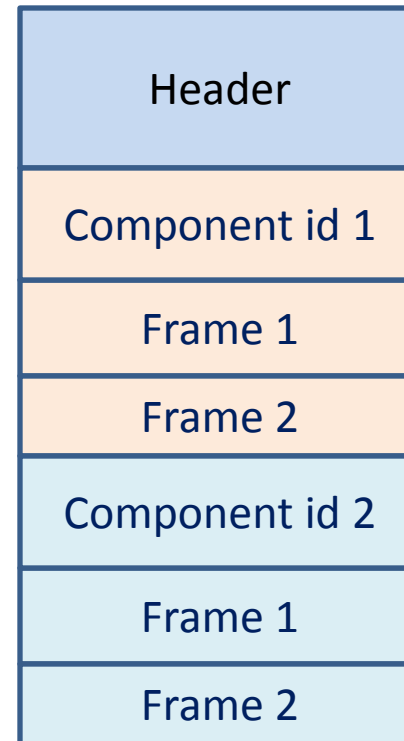 Header
Component id 1
Frame 1
Frame 2
Component id 2
Frame 1
Frame 2